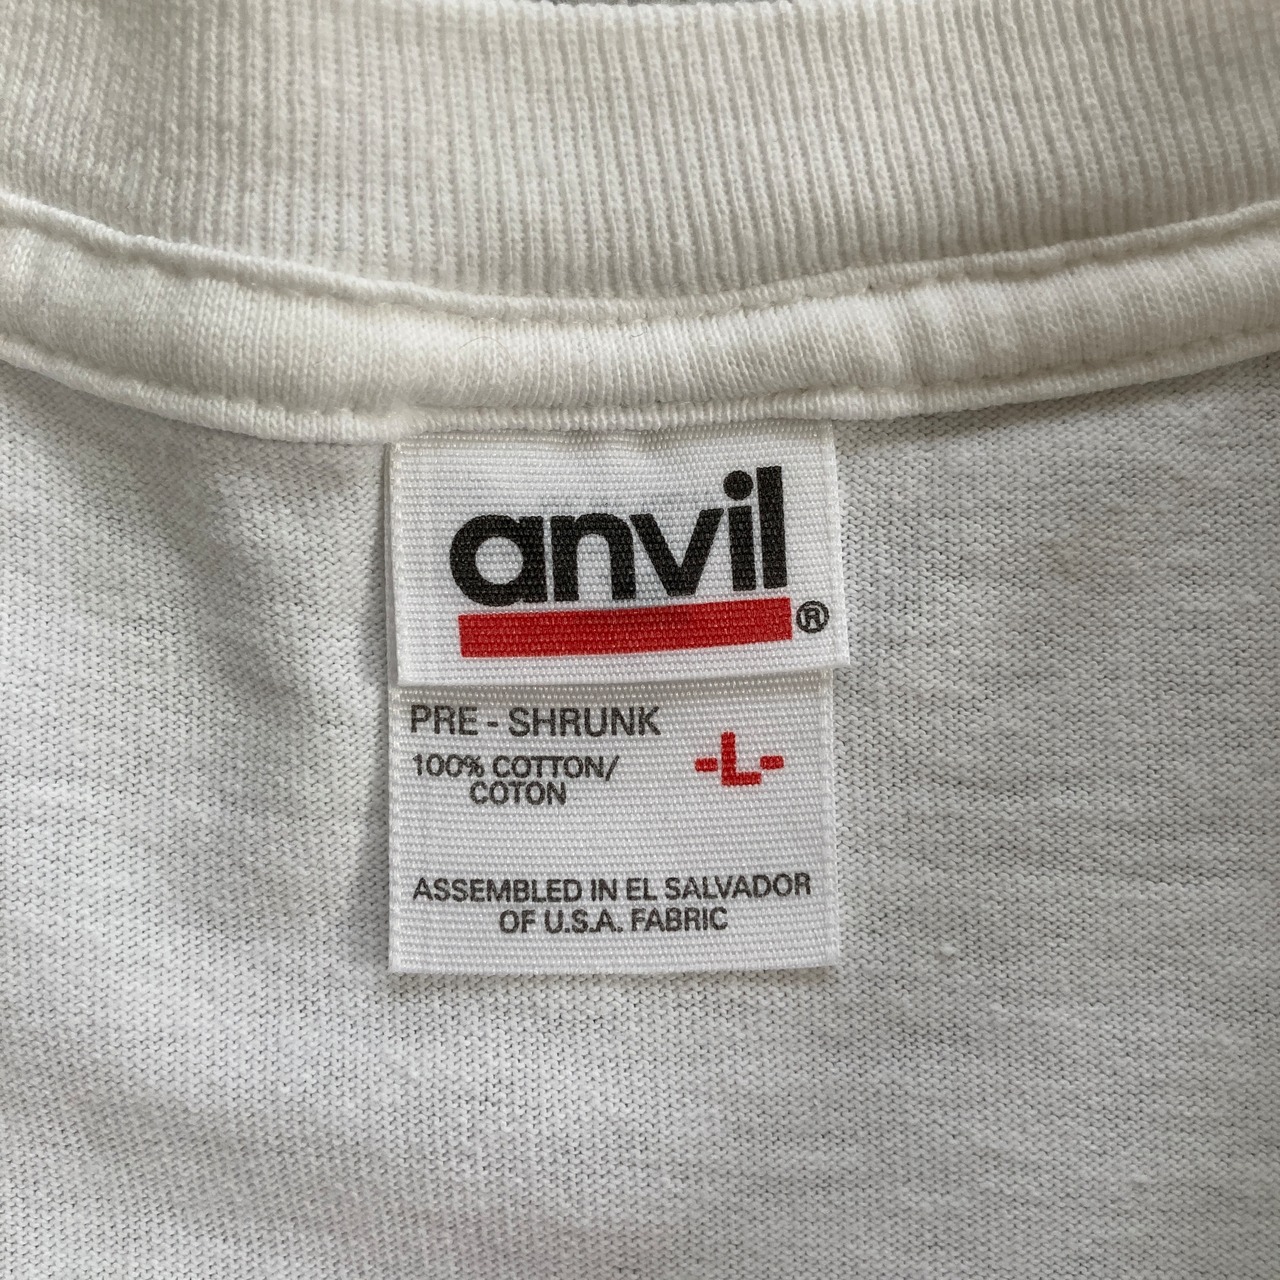 anvil®
PRE - SHRUNK
100% COTTON/
COTON
-L-
ASSEMBLED IN EL SALVADOR
OF U.S.A. FABRIC